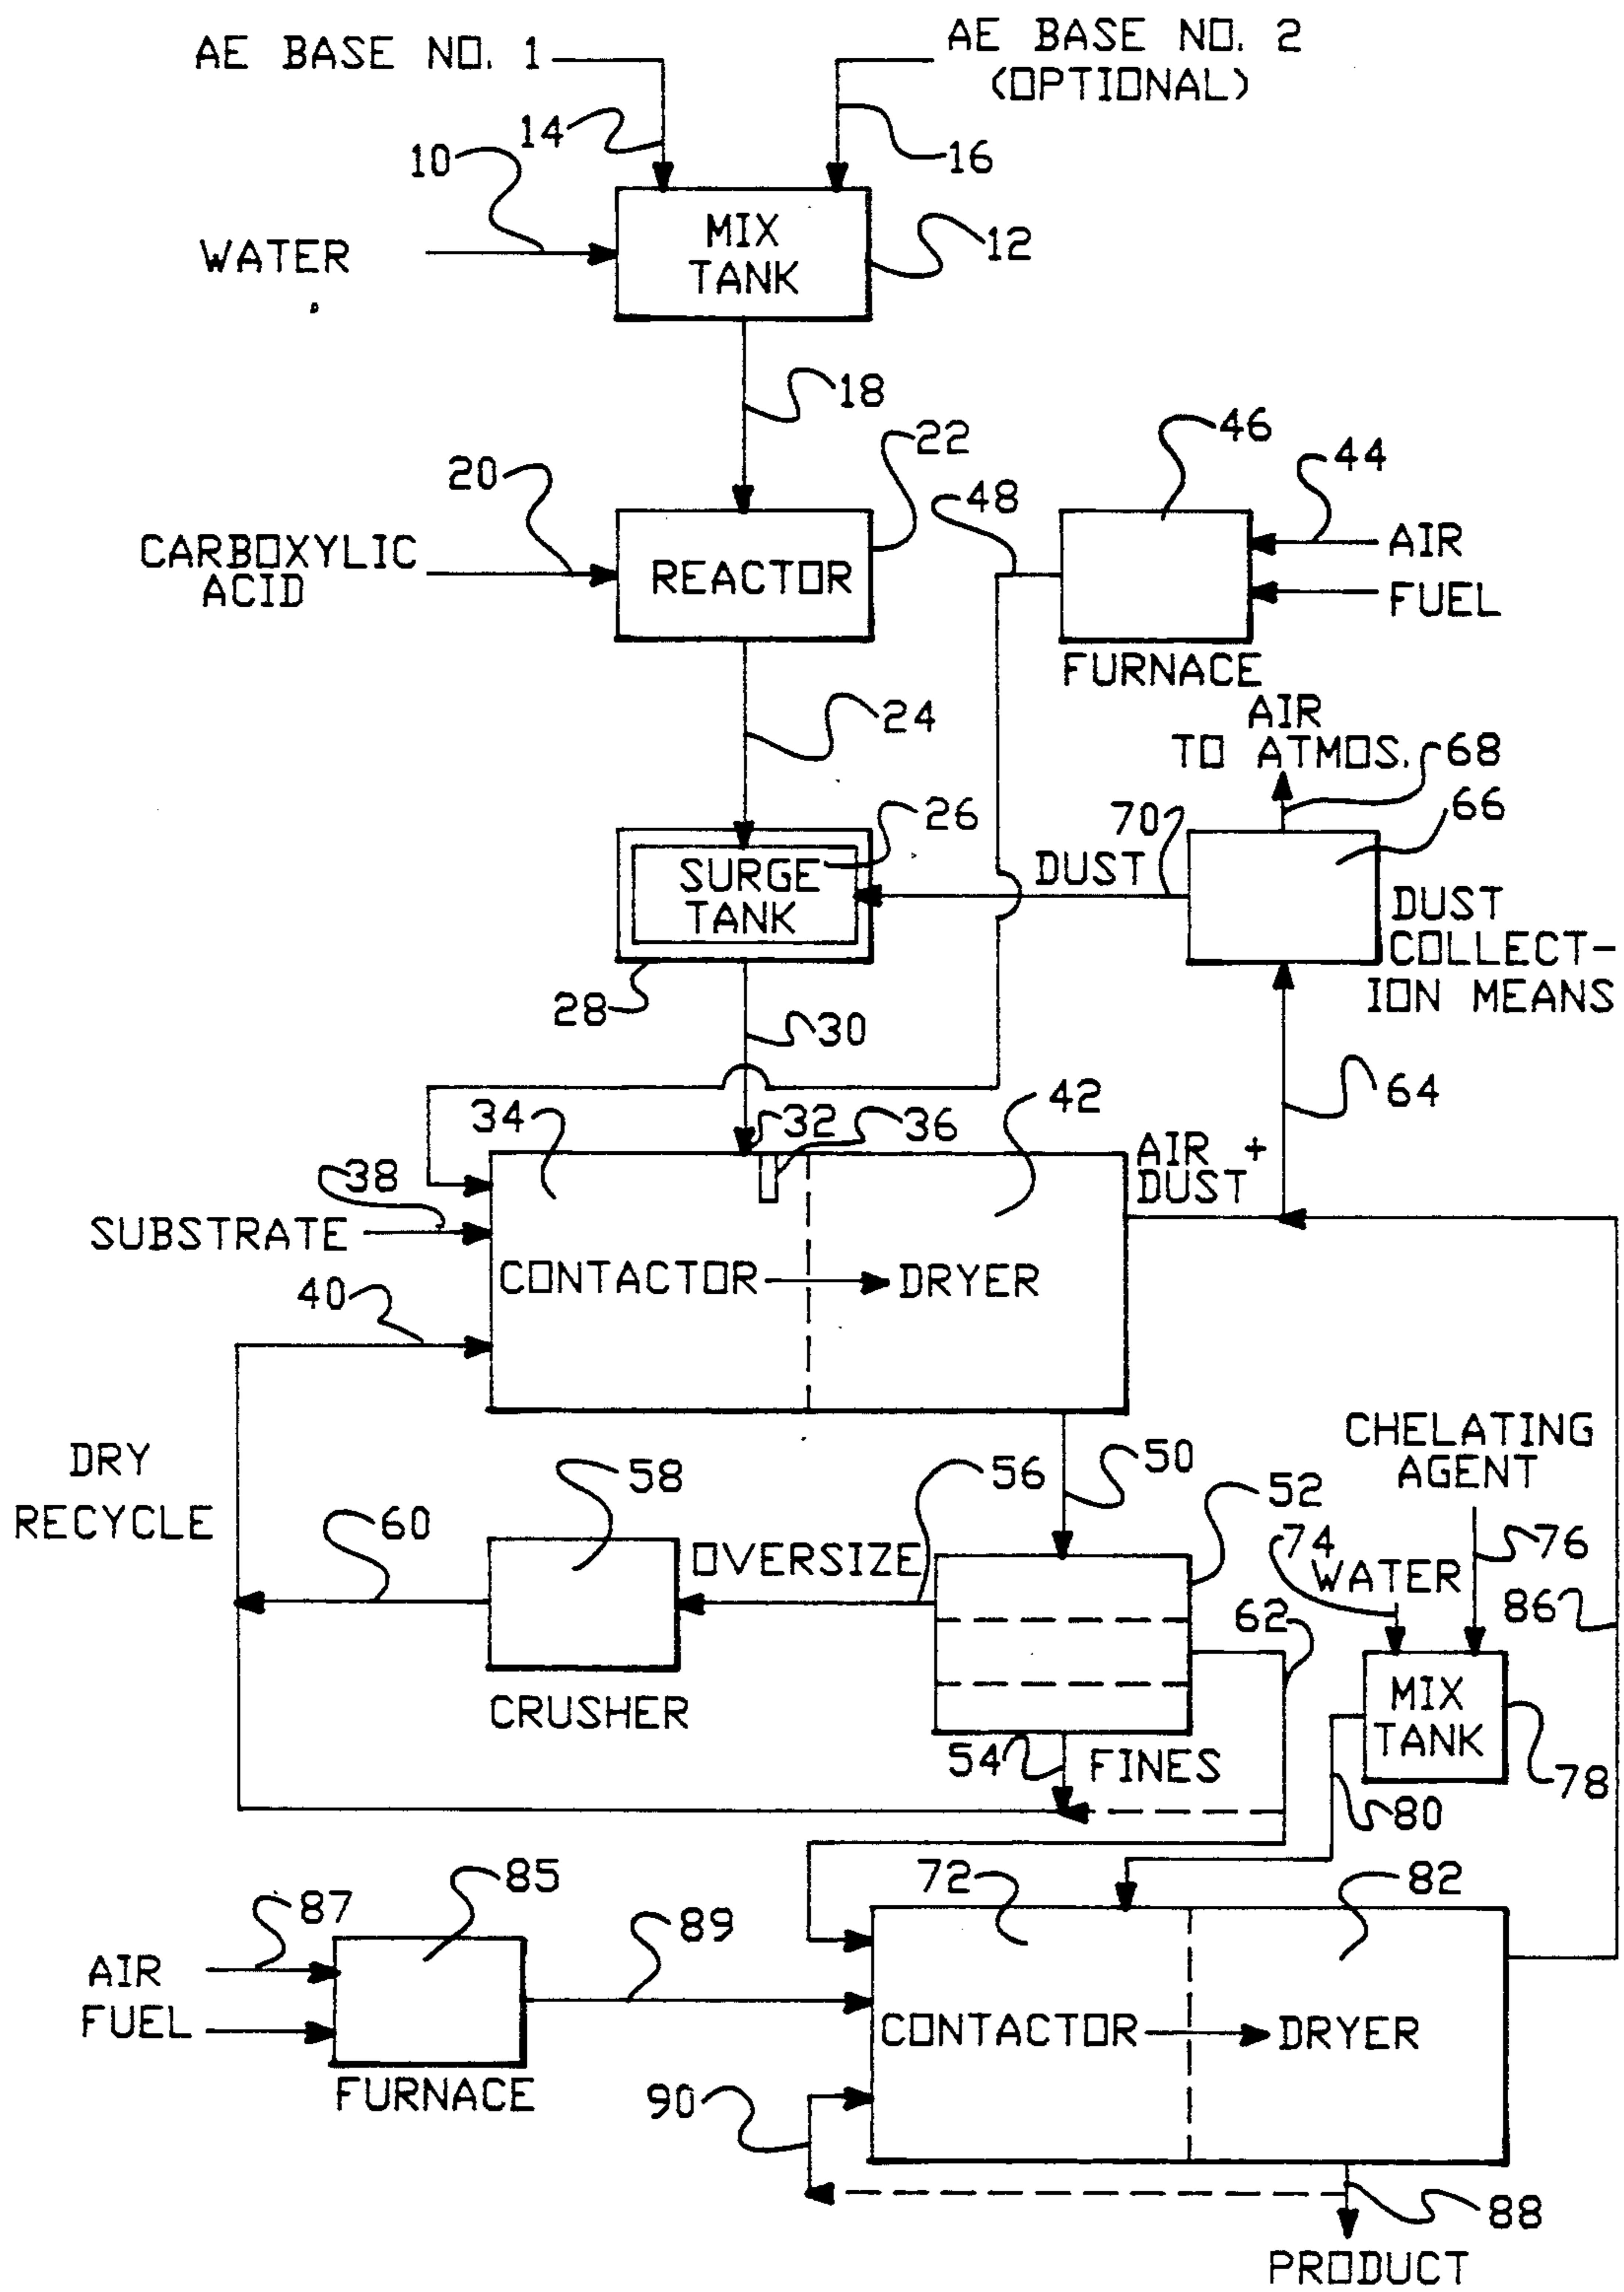 AE BASE NO. 1
AE BASE NO. 2
(OPTIONAL)
14
16
10
WATER
MIX
TANK
12
18
20
22
CARBOXYLIC
ACID
REACTOR
48
46
44
AIR
FUEL
FURNACE
24
AIR
TO ATMOS.
68
26
SURGE
TANK
28
70
DUST
66
DUST
COLLECT-
ION MEANS
30
64
34
32
36
42
AIR +
DUST
38
SUBSTRATE
CONTACTOR
DRYER
40
DRY
RECYCLE
60
58
OVERSIZE
56
50
52
CHELATING
AGENT
74
WATER
76
86
62
CRUSHER
54
FINES
MIX
TANK
78
80
87
85
89
72
82
AIR
FUEL
FURNACE
CONTACTOR
DRYER
90
88
PRODUCT